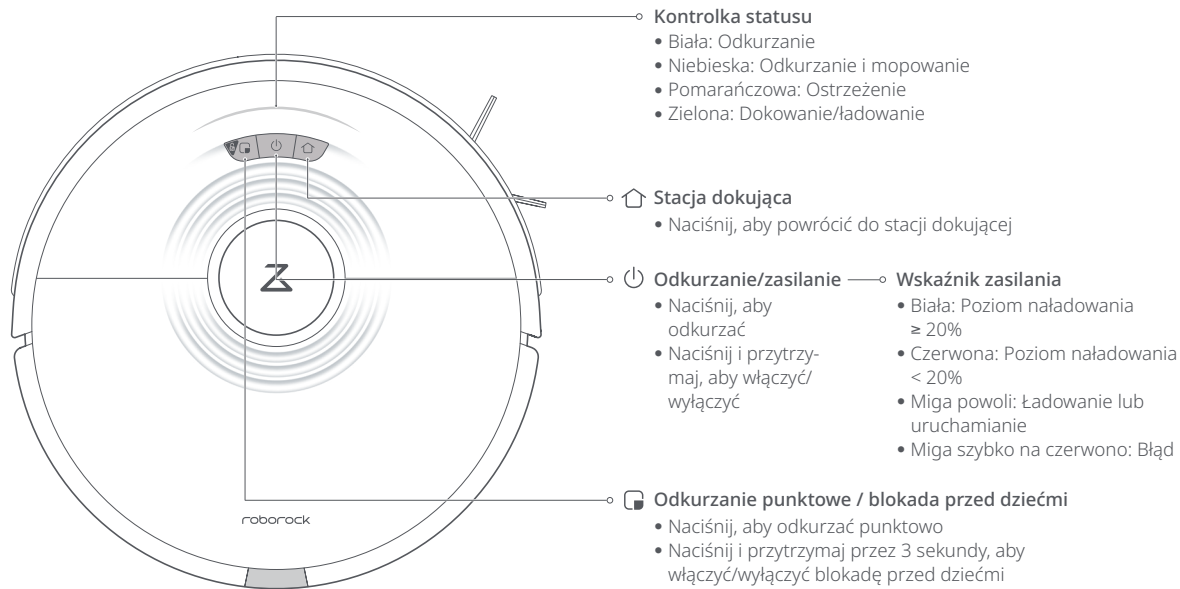 Kontrolka statusu
• Biała: Odkurzanie
• Niebieska: Odkurzanie i mopowanie
• Pomarańczowa: Ostrzeżenie
• Zielona: Dokowanie/ładowanie
Stacja dokująca
• Naciśnij, aby powrócić do stacji dokującej
Odkurzanie/zasilanie
• Naciśnij, aby
odkurzać
• Naciśnij i przytrzy-
maj, aby włączyć/
wyłączyć
Wskaźnik zasilania
• Biała: Poziom naładowania
≥ 20%
• Czerwona: Poziom naładowania
< 20%
• Miga powoli: Ładowanie lub
uruchamianie
• Miga szybko na czerwono: Błąd
Odkurzanie punktowe / blokada przed dziećmi
• Naciśnij, aby odkurzać punktowo
• Naciśnij i przytrzymaj przez 3 sekundy, aby
włączyć/wyłączyć blokadę przed dziećmi
roborock